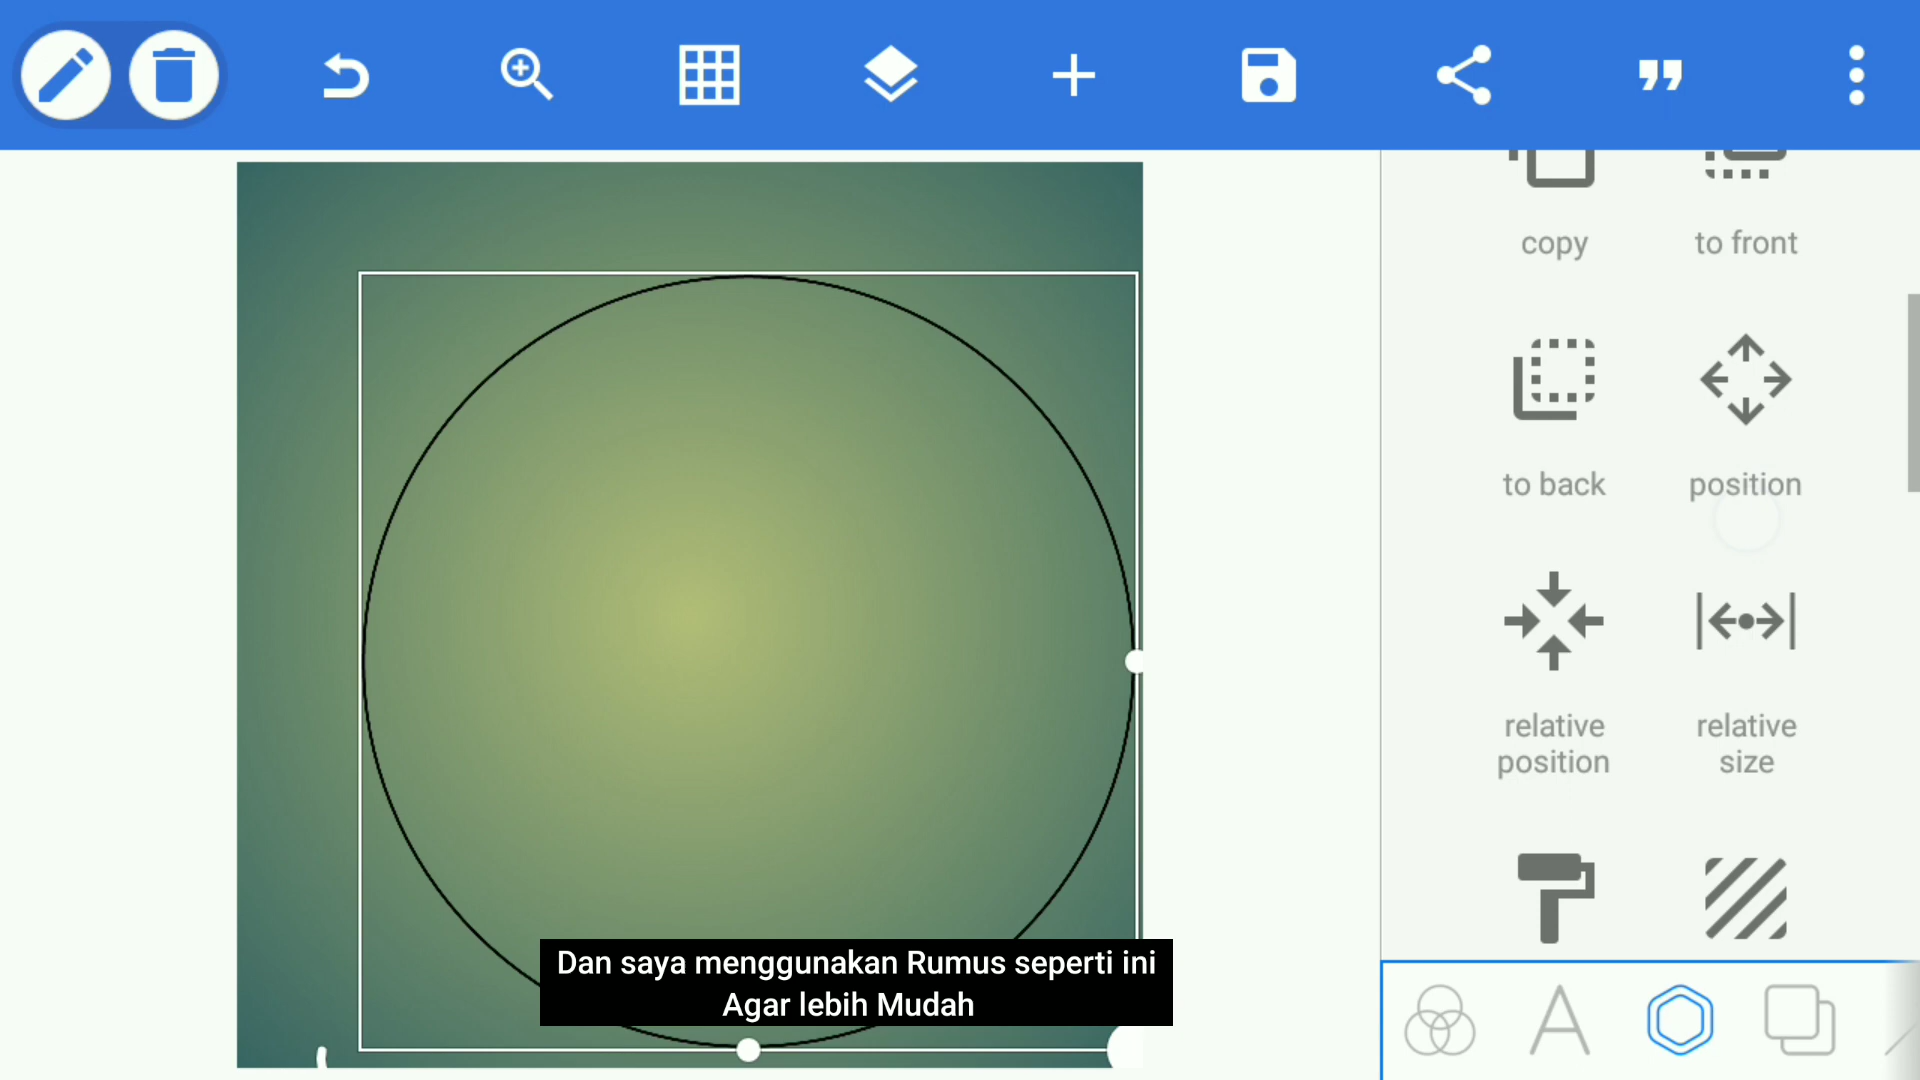 copy
to front
to back
position
relative
position
relative
size
Dan saya menggunakan Rumus seperti ini
Agar lebih Mudah